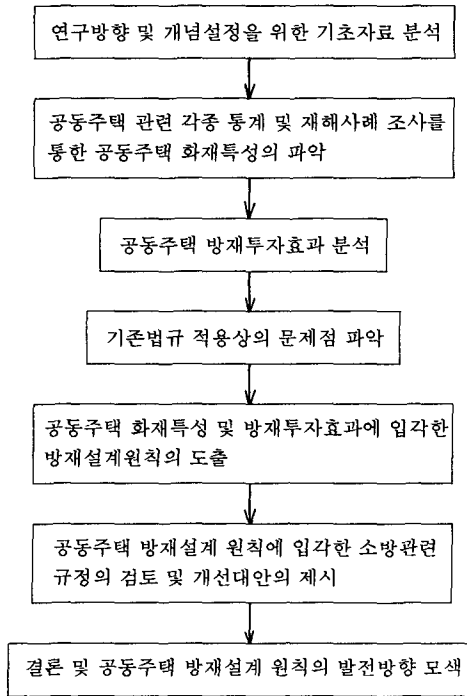 연구방향 및 개념설정을 위한 기초자료 분석
공동주택 관련 각종 통계 및 재해사례 조사를
통한 공동주택 화재특성의 파악
공동주택 방재투자효과 분석
기존법규 적용상의 문제점 파악
공동주택 화재특성 및 방재투자효과에 입각한
방재설계원칙의 도출
공동주택 방재설계 원칙에 입각한 소방관련
규정의 검토 및 개선대안의 제시
결론 및 공동주택 방재설계 원칙의 발전방향 모색